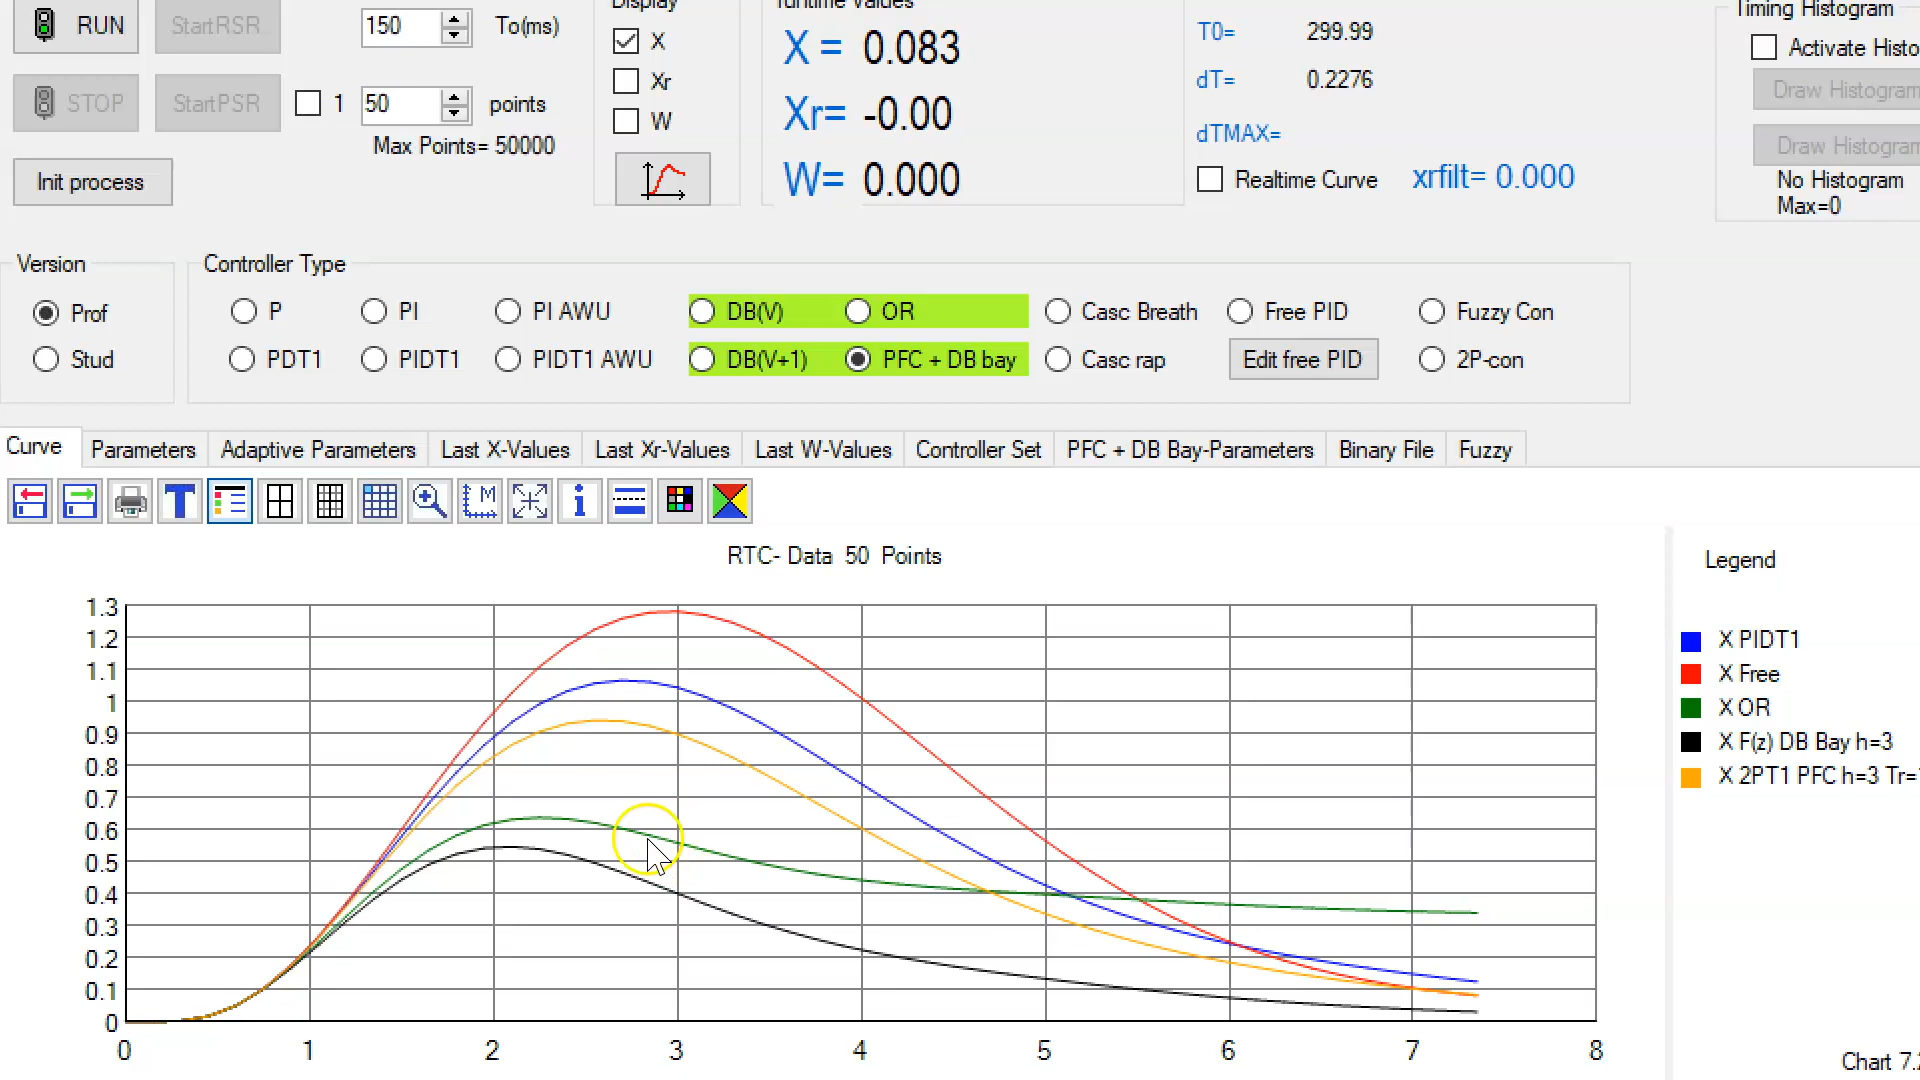 Display
runtime values
Timing Histogram
RUN
StartRSR
150
To(ms)
X
X = 0.083
T0= 299.99
Activate Histo
Xr
dT= 0.2276
Draw Histogram
STOP
StartPSR
1
50
points
Xr= -0.00
W
dTMAX=
Draw Histogram
Max Points= 50000
Init process
W= 0.000
Realtime Curve
xrfilt= 0.000
No Histogram
Max=0
Version
Controller Type
Prof
P
PI
PI AWU
DB(V)
OR
Casc Breath
Free PID
Fuzzy Con
Stud
PDT1
PIDT1
PIDT1 AWU
DB(V+1)
PFC + DB bay
Casc rap
Edit free PID
2P-con
Curve
Parameters
Adaptive Parameters
Last X-Values
Last Xr-Values
Last W-Values
Controller Set
PFC + DB Bay-Parameters
Binary File
Fuzzy
RTC- Data 50 Points
Legend
X PIDT1
X Free
X OR
X F(z) DB Bay h=3
X 2PT1 PFC h=3 Tr=
1.3
1.2
1.1
1
0.9
0.8
0.7
0.6
0.5
0.4
0.3
0.2
0.1
0
0 1 2 3 4 5 6 7 8
Chart 7.2